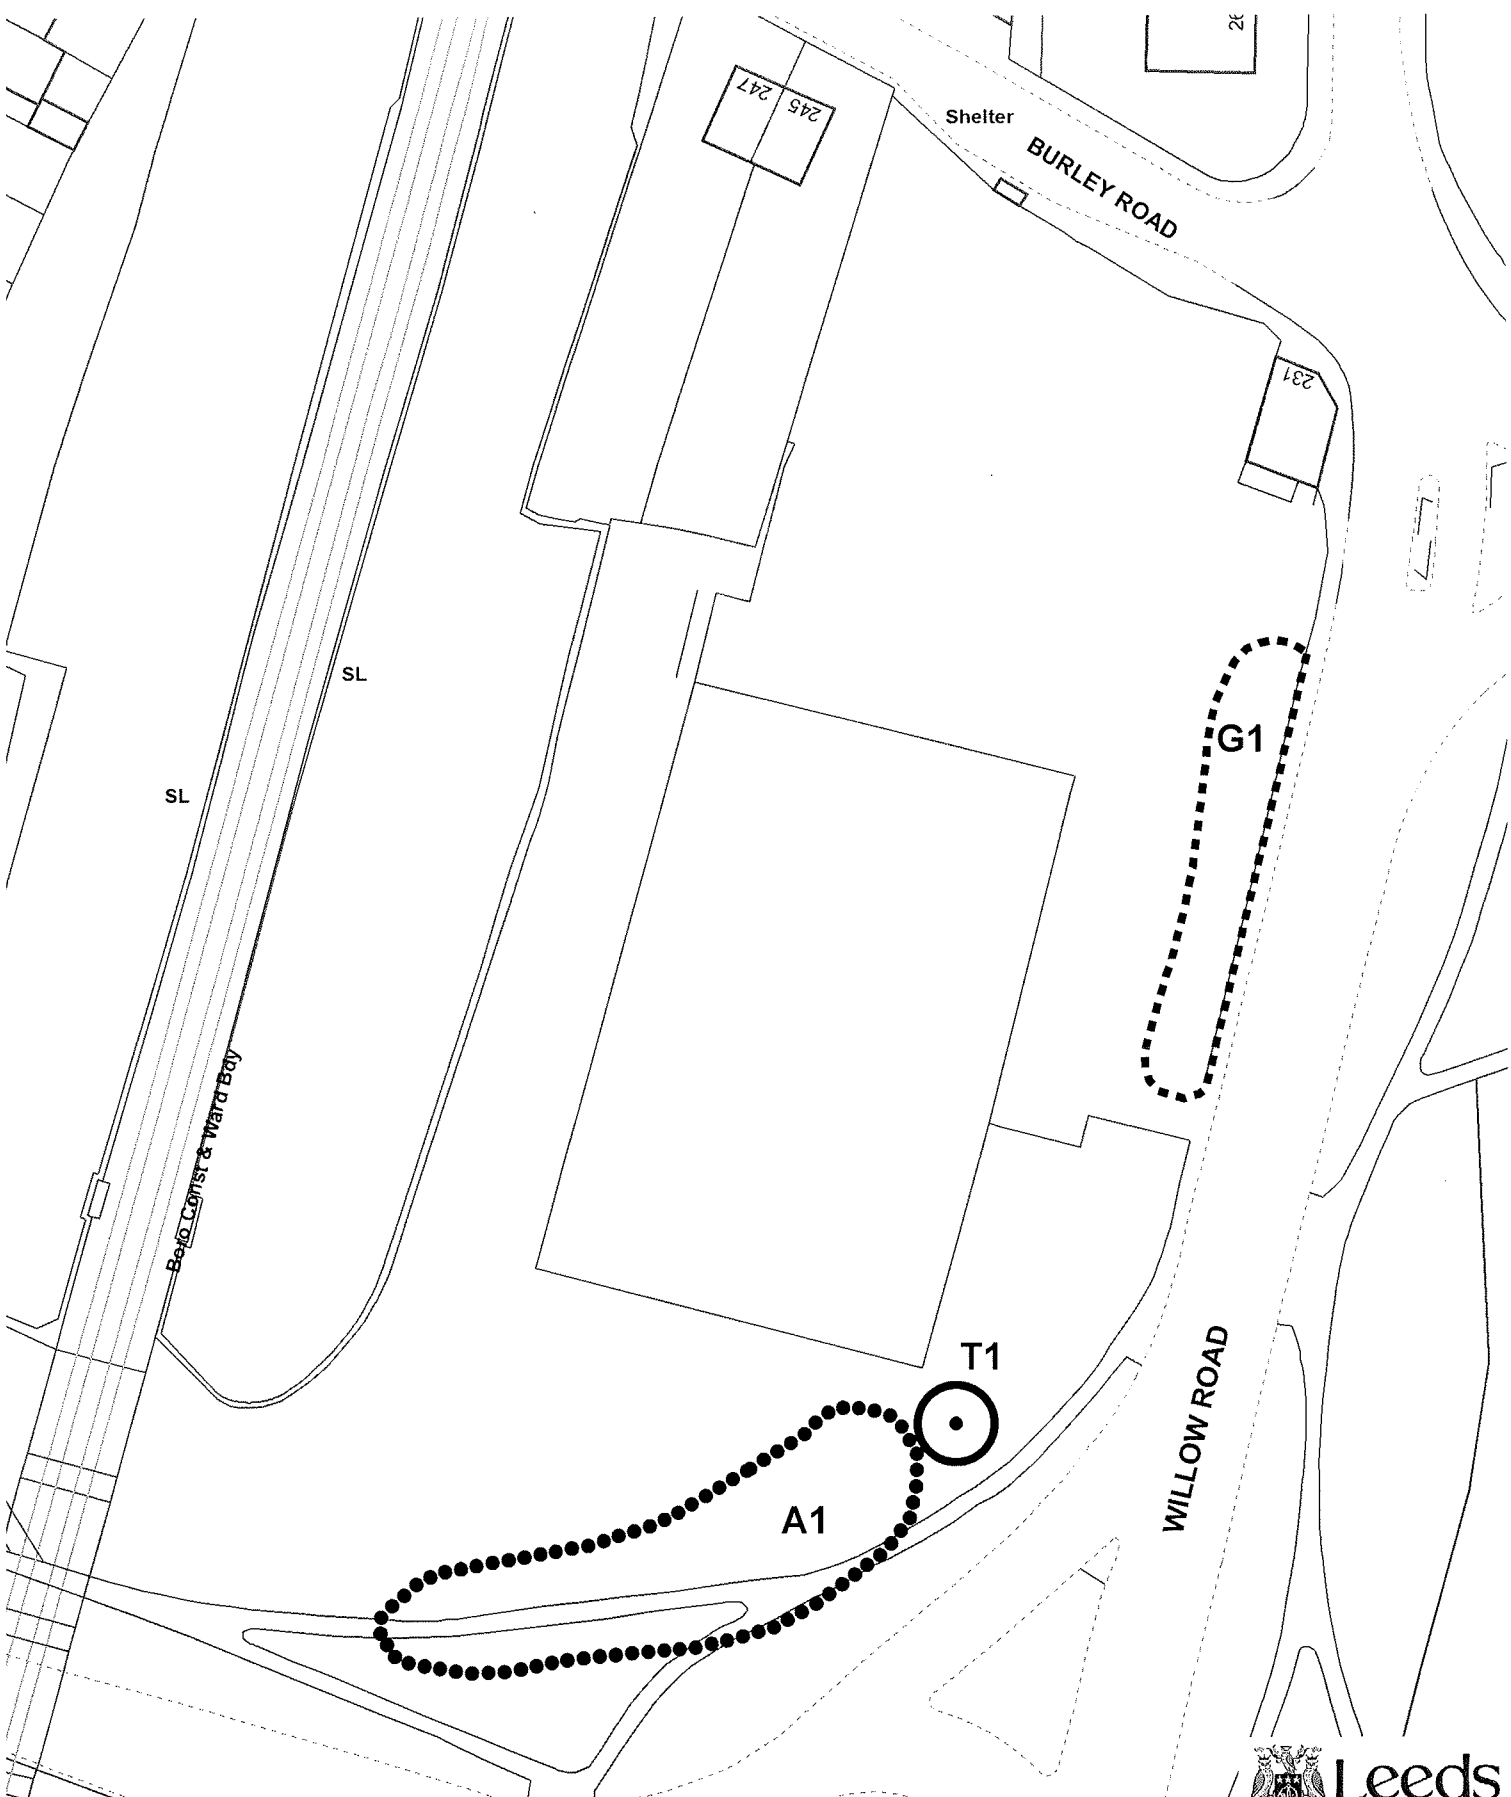 26
247
245
Shelter
BURLEY ROAD
231
SL
G1
SL
Boro Const & Ward Bdy
T1
WILLOW ROAD
A1
Leeds